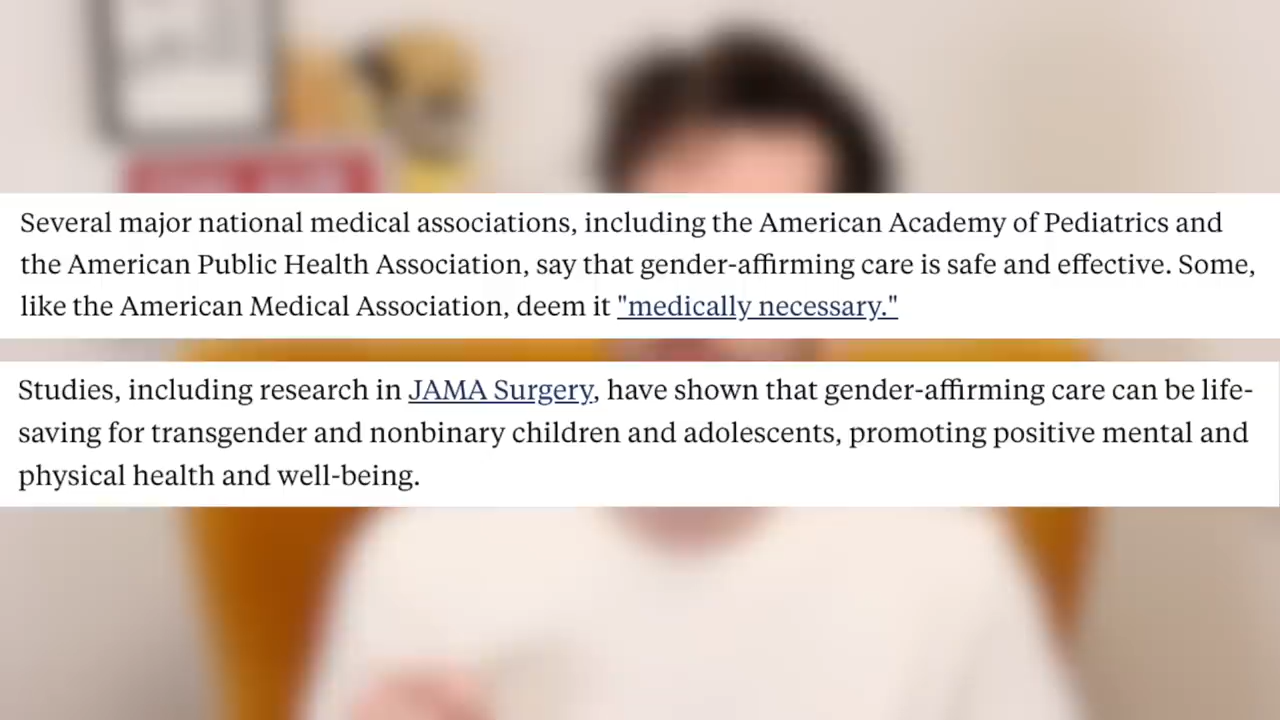 Several major national medical associations, including the American Academy of Pediatrics and
the American Public Health Association, say that gender-affirming care is safe and effective. Some,
like the American Medical Association, deem it "medically necessary."
Studies, including research in JAMA Surgery, have shown that gender-affirming care can be life-
saving for transgender and nonbinary children and adolescents, promoting positive mental and
physical health and well-being.